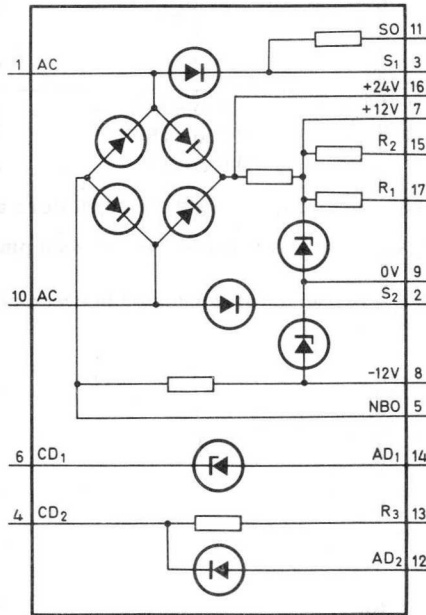 SO 11
1 AC S1 3
+24V 16
+12V 7
R2 15
R1 17
0V 9
10 AC S2 2
-12V 8
NBO 5
6 CD1 AD1 14
4 CD2 R3 13
AD2 12